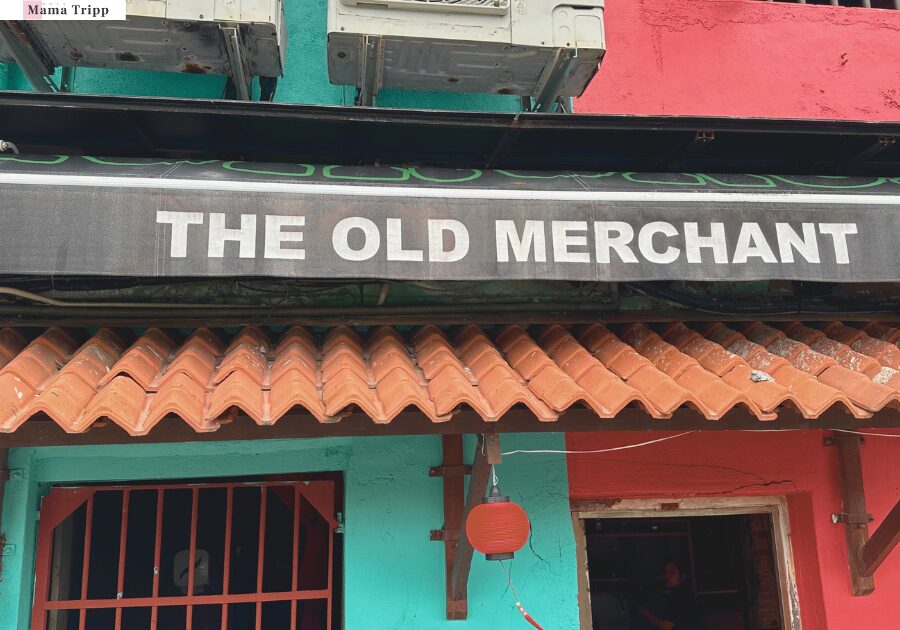 Mama Tripp
THE OLD MERCHANT